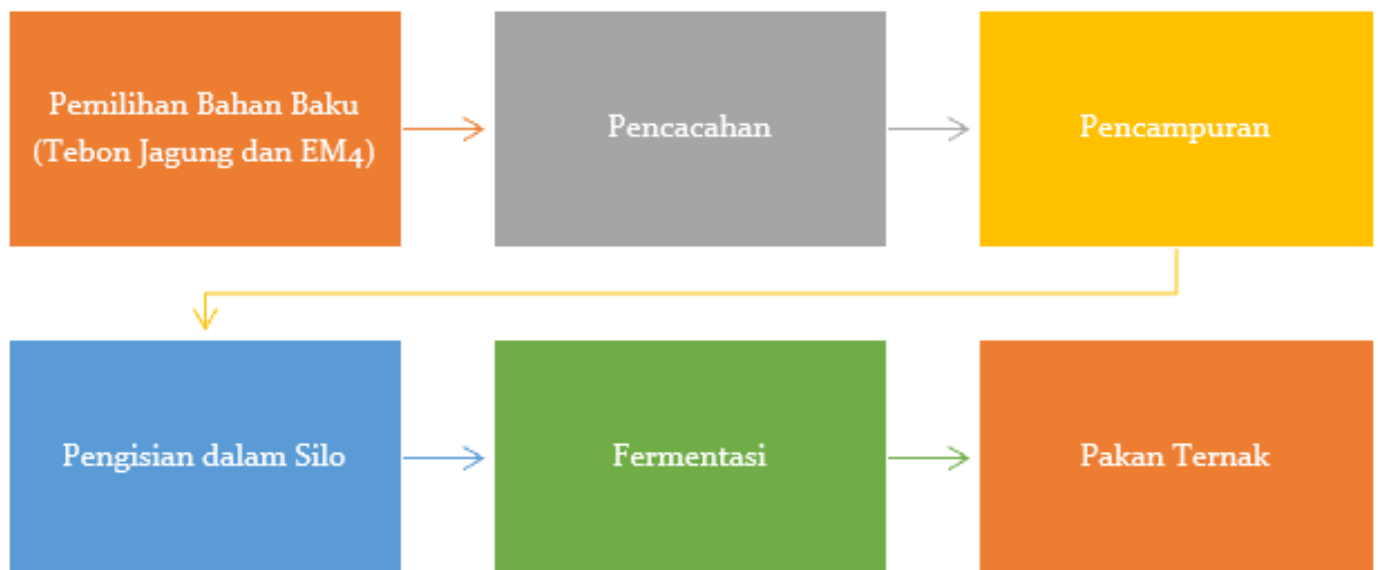 Pemilihan Bahan Baku
(Tebon Jagung dan EM4)
Pencacahan
Pencampuran
Pengisian dalam Silo
Fermentasi
Pakan Ternak